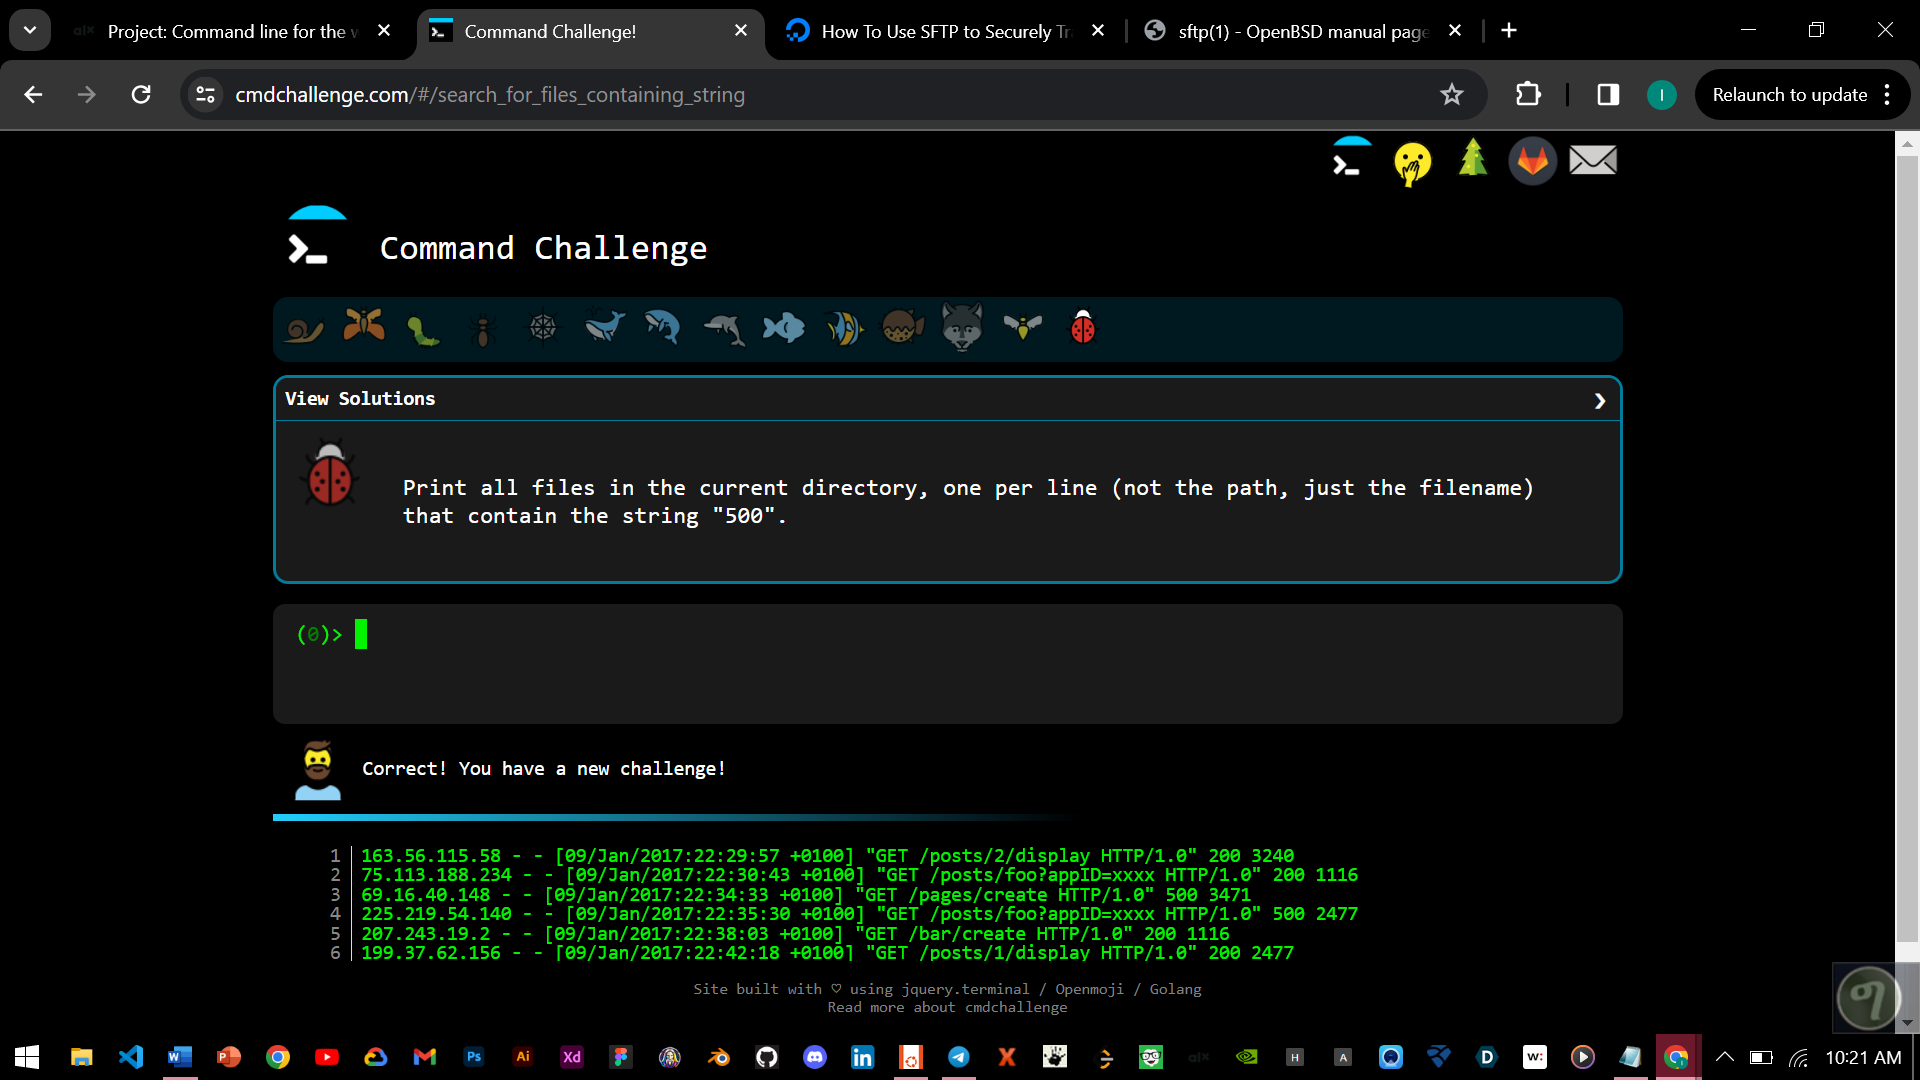 Project: Command line for the w
Command Challenge!
How To Use SFTP to Securely Tr
sftp(1) - OpenBSD manual page
cmdchallenge.com/#/search_for_files_containing_string
I
Relaunch to update
Command Challenge
View Solutions
Print all files in the current directory, one per line (not the path, just the filename)
that contain the string "500".
(0)>
Correct! You have a new challenge!
1 163.56.115.58 - - [09/Jan/2017:22:29:57 +0100] "GET /posts/2/display HTTP/1.0" 200 3240
2 75.113.188.234 - - [09/Jan/2017:22:30:43 +0100] "GET /posts/foo?appID=xxxx HTTP/1.0" 200 1116
3 69.16.40.148 - - [09/Jan/2017:22:34:33 +0100] "GET /pages/create HTTP/1.0" 500 3471
4 225.219.54.140 - - [09/Jan/2017:22:35:30 +0100] "GET /posts/foo?appID=xxxx HTTP/1.0" 500 2477
5 207.243.19.2 - - [09/Jan/2017:22:38:03 +0100] "GET /bar/create HTTP/1.0" 200 1116
6 199.37.62.156 - - [09/Jan/2017:22:42:18 +0100] "GET /posts/1/display HTTP/1.0" 200 2477
Site built with ♡ using jquery.terminal / Openmoji / Golang
Read more about cmdchallenge
10:21 AM